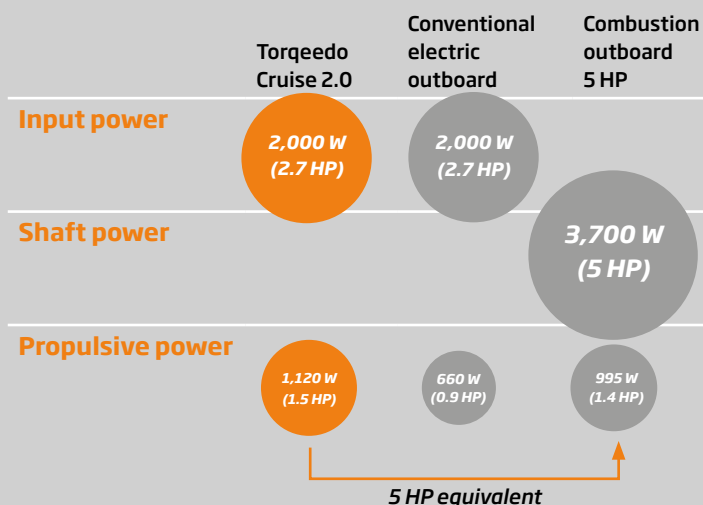 Torqeedo
Cruise 2.0
Conventional
electric
outboard
Combustion
outboard
5 HP
Input power
2,000 W
(2.7 HP)
2,000 W
(2.7 HP)
Shaft power
3,700 W
(5 HP)
Propulsive power
1,120 W
(1.5 HP)
660 W
(0.9 HP)
995 W
(1.4 HP)
5 HP equivalent